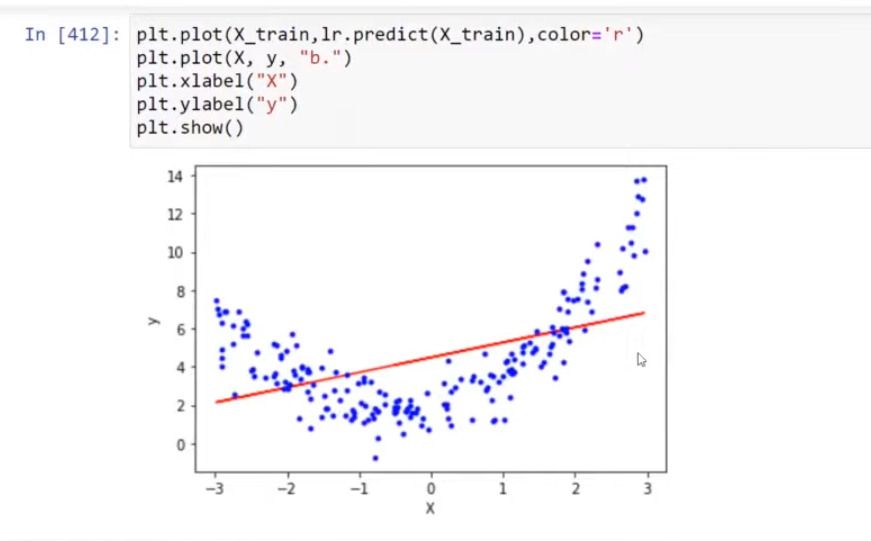 In [412]: plt.plot(X_train,lr.predict(X_train),color='r')
plt.plot(X, y, "b.")
plt.xlabel("X")
plt.ylabel("y")
plt.show()
14
12
10
8
6
4
2
0
y
−3 −2 −1 0 1 2 3
X